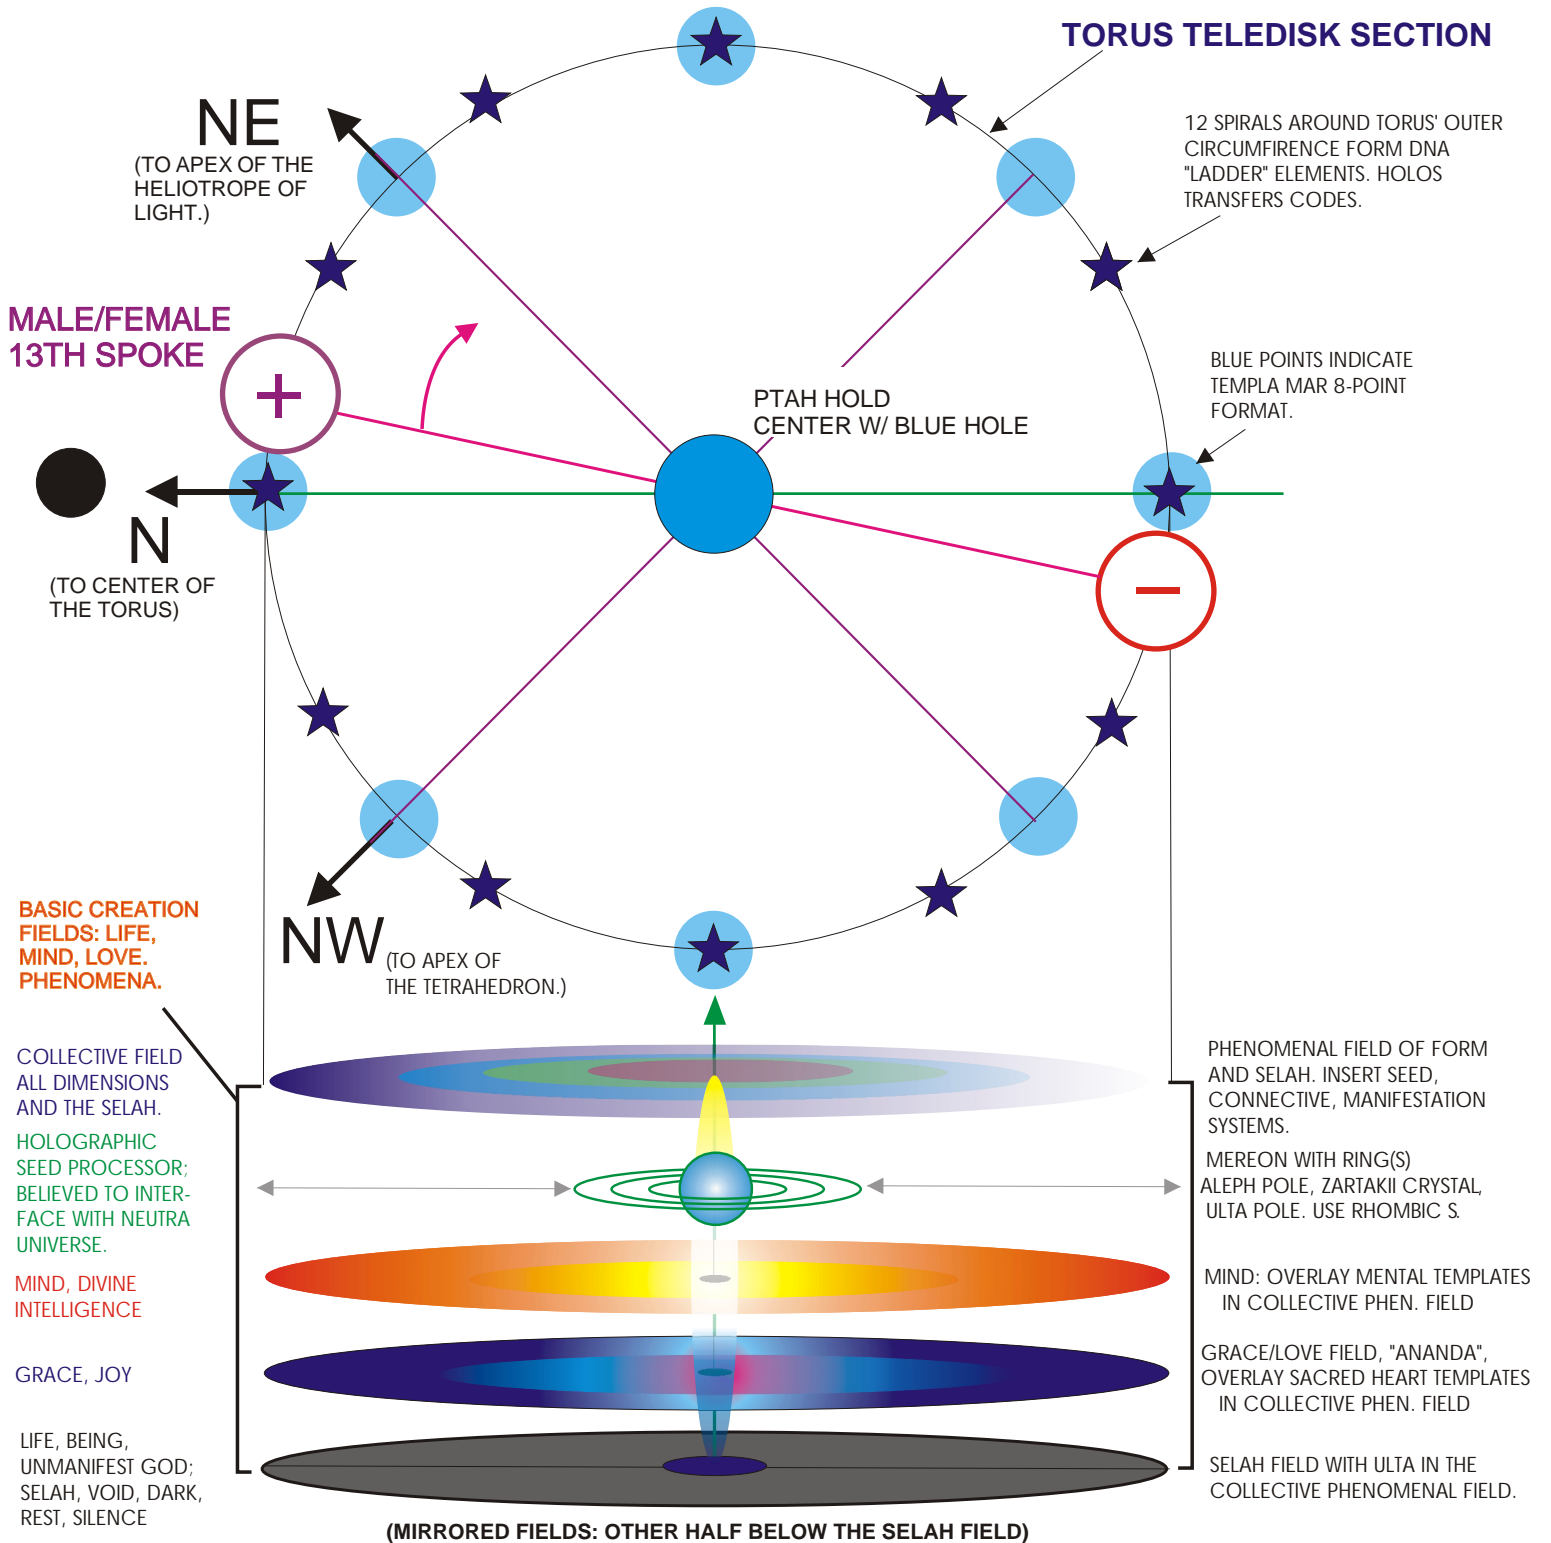 TORUS TELEDISK SECTION
NE
(TO APEX OF THE
HELIOTROPE OF
LIGHT.)
12 SPIRALS AROUND TORUS' OUTER
CIRCUMFIRENCE FORM DNA
"LADDER" ELEMENTS. HOLOS
TRANSFERS CODES.
MALE/FEMALE
13TH SPOKE
+
BLUE POINTS INDICATE
TEMPLA MAR 8-POINT
FORMAT.
PTAH HOLD
CENTER W/ BLUE HOLE
N
(TO CENTER OF
THE TORUS)
−
NW
(TO APEX OF
THE TETRAHEDRON.)
BASIC CREATION
FIELDS: LIFE,
MIND, LOVE.
PHENOMENA.
COLLECTIVE FIELD
ALL DIMENSIONS
AND THE SELAH.
HOLOGRAPHIC
SEED PROCESSOR;
BELIEVED TO INTER-
FACE WITH NEUTRA
UNIVERSE.
MIND, DIVINE
INTELLIGENCE
GRACE, JOY
LIFE, BEING,
UNMANIFEST GOD;
SELAH, VOID, DARK,
REST, SILENCE
PHENOMENAL FIELD OF FORM
AND SELAH. INSERT SEED,
CONNECTIVE, MANIFESTATION
SYSTEMS.
MEREON WITH RING(S)
ALEPH POLE, ZARTAKII CRYSTAL,
ULTA POLE. USE RHOMBIC S.
MIND: OVERLAY MENTAL TEMPLATES
IN COLLECTIVE PHEN. FIELD
GRACE/LOVE FIELD, "ANANDA",
OVERLAY SACRED HEART TEMPLATES
IN COLLECTIVE PHEN. FIELD
SELAH FIELD WITH ULTA IN THE
COLLECTIVE PHENOMENAL FIELD.
(MIRRORED FIELDS: OTHER HALF BELOW THE SELAH FIELD)